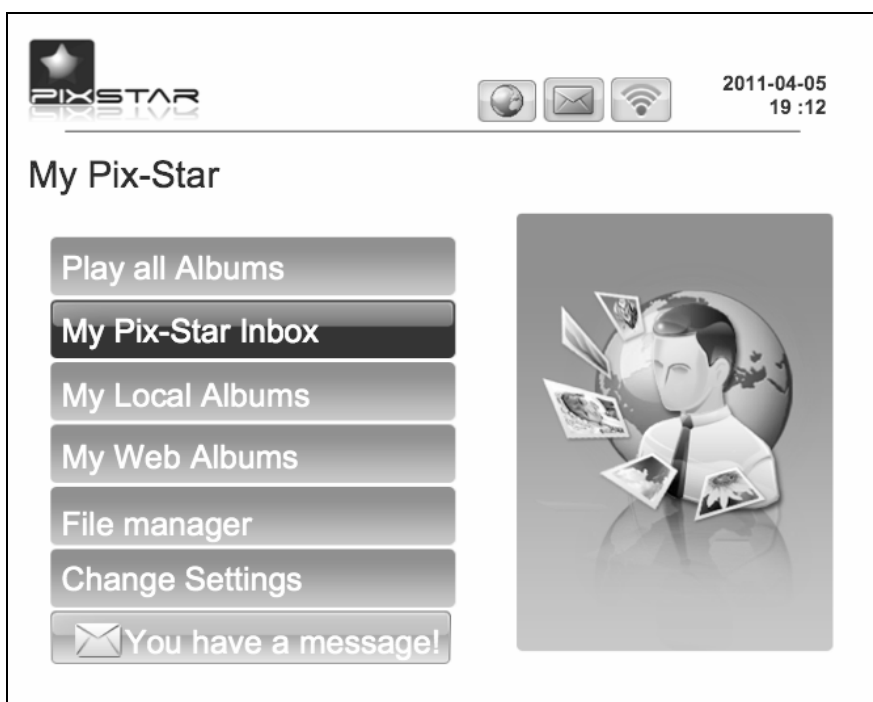 PIXSTAR
2011-04-05
19 :12
My Pix-Star
Play all Albums
My Pix-Star Inbox
My Local Albums
My Web Albums
File manager
Change Settings
You have a message!